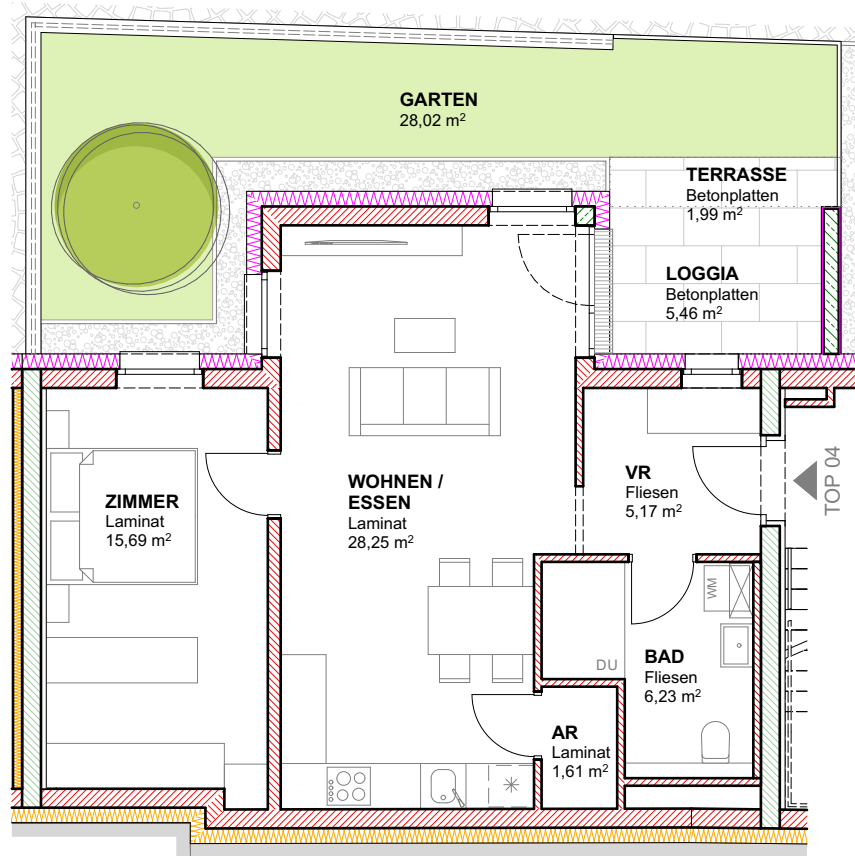 GARTEN
28,02 m²
TERRASSE
Betonplatten
1,99 m²
LOGGIA
Betonplatten
5,46 m²
ZIMMER
Laminat
15,69 m²
WOHNEN /
ESSEN
Laminat
28,25 m²
VR
Fliesen
5,17 m²
TOP 04
WM
DU
BAD
Fliesen
6,23 m²
AR
Laminat
1,61 m²